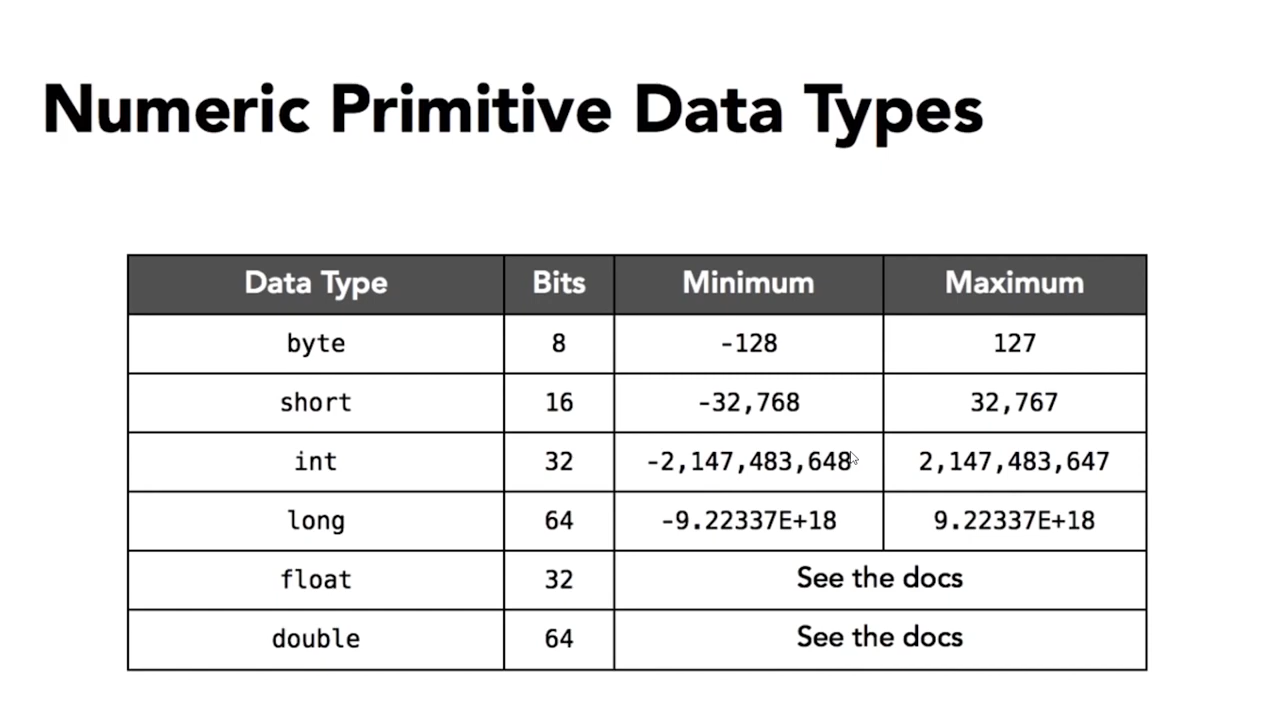 Numeric Primitive Data Types
Data Type Bits Minimum Maximum
byte 8 -128 127
short 16 -32,768 32,767
int 32 -2,147,483,648 2,147,483,647
long 64 -9.22337E+18 9.22337E+18
float 32 See the docs
double 64 See the docs